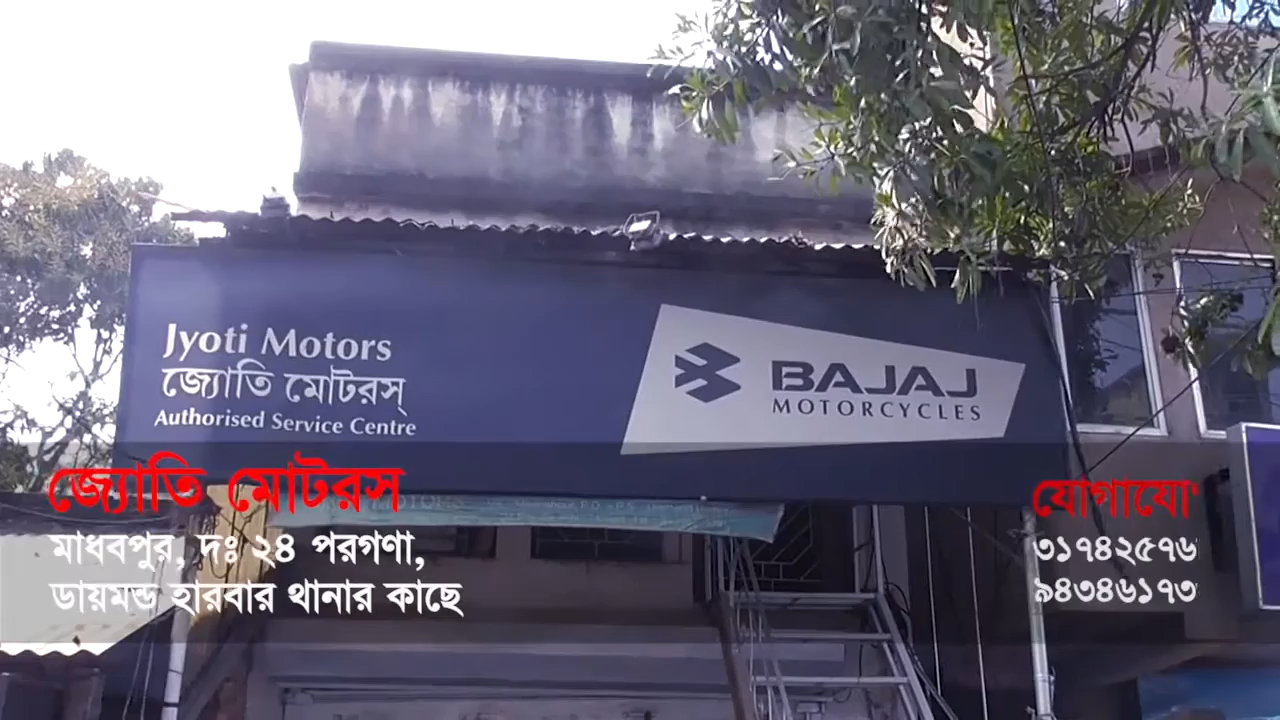 Jyoti Motors
জ্যোতি মোটরস্
Authorised Service Centre
BAJAJ
MOTORCYCLES
জ্যোতি মোটরস
মাধবপুর, দঃ ২৪ পরগণা,
ডায়মন্ড হারবার থানার কাছে
যোগাযো
৩১৭৪২৫৭৬
৯৪৩৪৬১৭৩